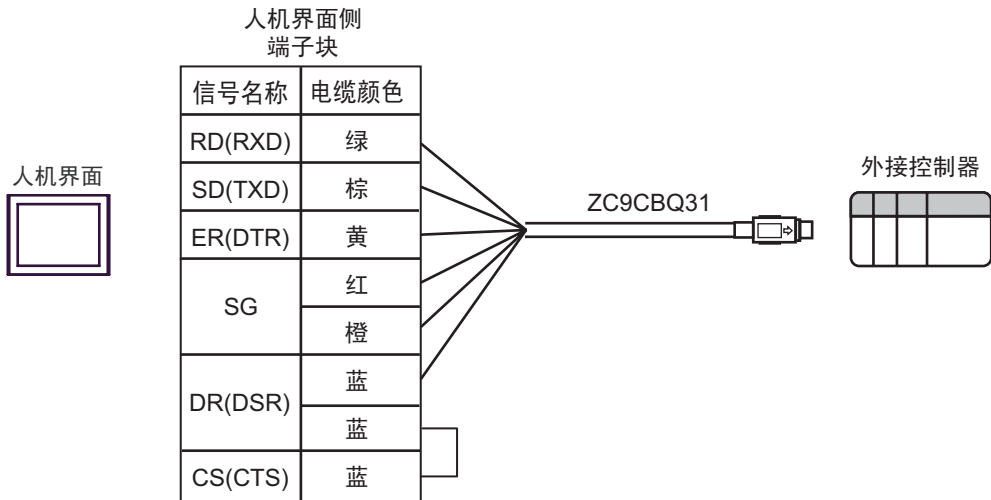 人机界面侧
端子块
信号名称 电缆颜色
RD(RXD) 绿
SD(TXD) 棕
ER(DTR) 黄
SG 红
橙
DR(DSR) 蓝
蓝
CS(CTS) 蓝
人机界面
ZC9CBQ31
外接控制器